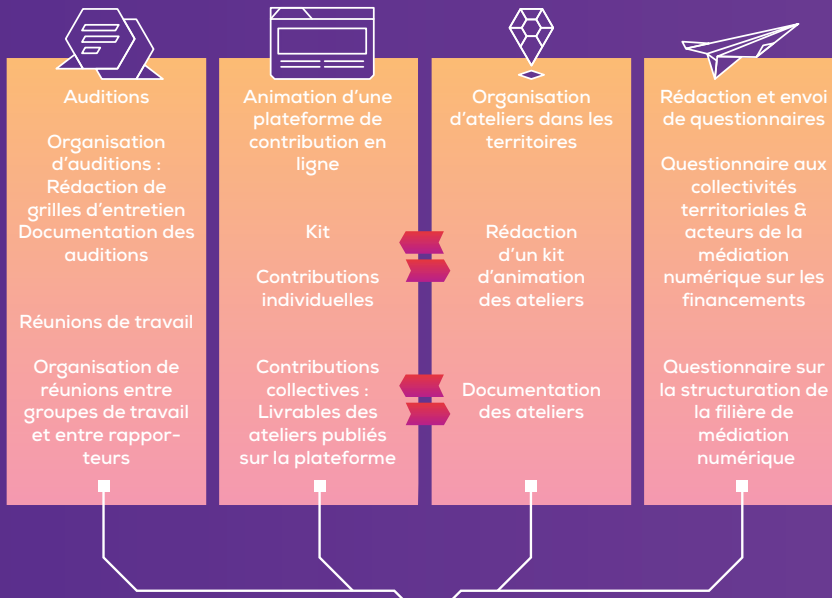 Auditions
Organisation
d'auditions :
Rédaction de
grilles d'entretien
Documentation des
auditions
Réunions de travail
Organisation de
réunions entre
groupes de travail
et entre rappor-
teurs
Animation d'une
plateforme de
contribution en
ligne
Kit
Contributions
individuelles
Contributions
collectives :
Livrables des
ateliers publiés
sur la plateforme
Organisation
d'ateliers dans les
territoires
Rédaction
d'un kit
d'animation
des ateliers
Documentation
des ateliers
Rédaction et envoi
de questionnaires
Questionnaire aux
collectivités
territoriales &
acteurs de la
médiation
numérique sur les
financements
Questionnaire sur
la structuration de
la filière de
médiation
numérique